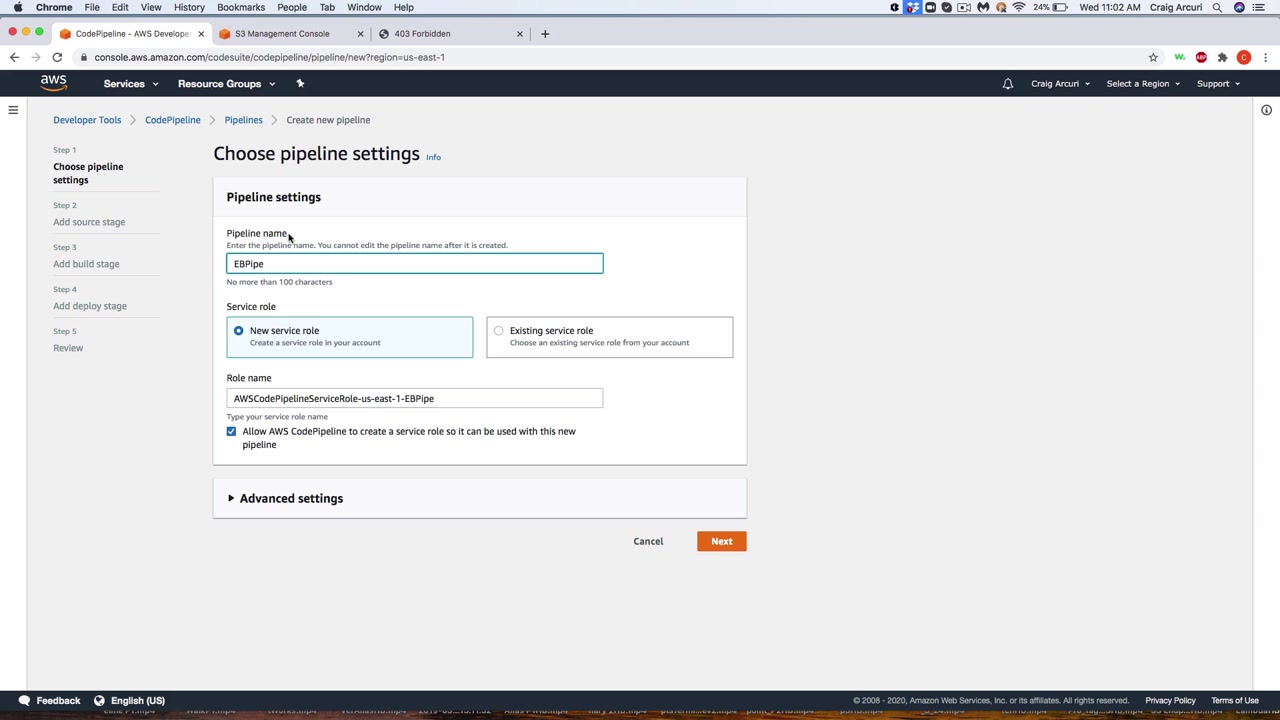 Chrome File Edit View History Bookmarks People Tab Window Help 24% Wed 11:02 AM Craig Arcuri
CodePipeline - AWS Develope S3 Management Console 403 Forbidden
console.aws.amazon.com/codesuite/codepipeline/pipeline/new?region=us-east-1
aws Services Resource Groups Craig Arcuri Select a Region Support
Developer Tools CodePipeline Pipelines Create new pipeline
Step 1
Choose pipeline
settings
Step 2
Add source stage
Step 3
Add build stage
Step 4
Add deploy stage
Step 5
Review
Choose pipeline settings Info
Pipeline settings
Pipeline name
Enter the pipeline name. You cannot edit the pipeline name after it is created.
EBPipe
No more than 100 characters
Service role
New service role
Create a service role in your account
Existing service role
Choose an existing service role from your account
Role name
AWSCodePipelineServiceRole-us-east-1-EBPipe
Type your service role name
Allow AWS CodePipeline to create a service role so it can be used with this new
pipeline
Advanced settings
Cancel Next
Feedback English (US) © 2008 - 2020, Amazon Web Services, Inc. or its affiliates. All rights reserved. Privacy Policy Terms of Use